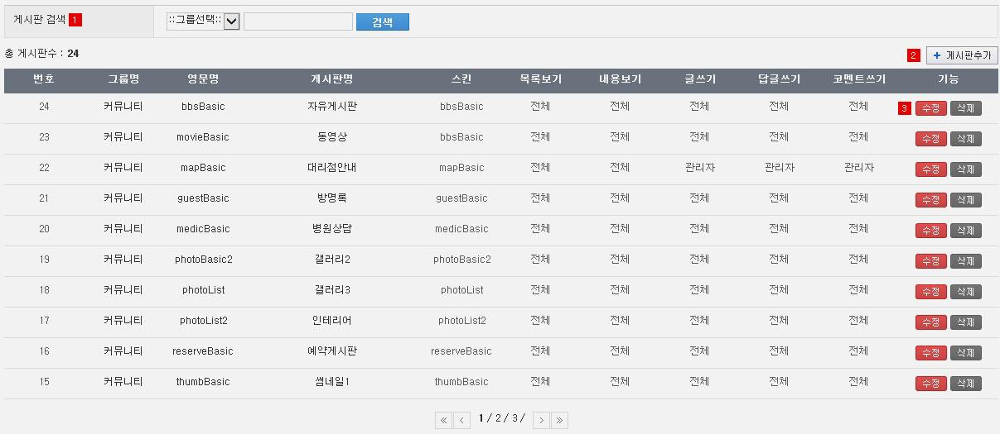 게시판 검색 1 ::그룹선택:: 검색
총 게시판수 : 24 2 + 게시판추가
번호 그룹명 영문명 게시판명 스킨 목록보기 내용보기 글쓰기 답글쓰기 코멘트쓰기 기능
24 커뮤니티 bbsBasic 자유게시판 bbsBasic 전체 전체 전체 전체 전체 3 수정 삭제
23 커뮤니티 movieBasic 동영상 bbsBasic 전체 전체 전체 전체 전체 수정 삭제
22 커뮤니티 mapBasic 대리점안내 mapBasic 전체 전체 관리자 관리자 관리자 수정 삭제
21 커뮤니티 guestBasic 방명록 guestBasic 전체 전체 전체 전체 전체 수정 삭제
20 커뮤니티 medicBasic 병원상담 medicBasic 전체 전체 전체 전체 전체 수정 삭제
19 커뮤니티 photoBasic2 갤러리2 photoBasic2 전체 전체 전체 전체 전체 수정 삭제
18 커뮤니티 photoList 갤러리3 photoList 전체 전체 전체 전체 전체 수정 삭제
17 커뮤니티 photoList2 인테리어 photoList2 전체 전체 전체 전체 전체 수정 삭제
16 커뮤니티 reserveBasic 예약게시판 reserveBasic 전체 전체 전체 전체 전체 수정 삭제
15 커뮤니티 thumbBasic 썸네일1 thumbBasic 전체 전체 전체 전체 전체 수정 삭제
« ‹ 1 / 2 / 3 / › »